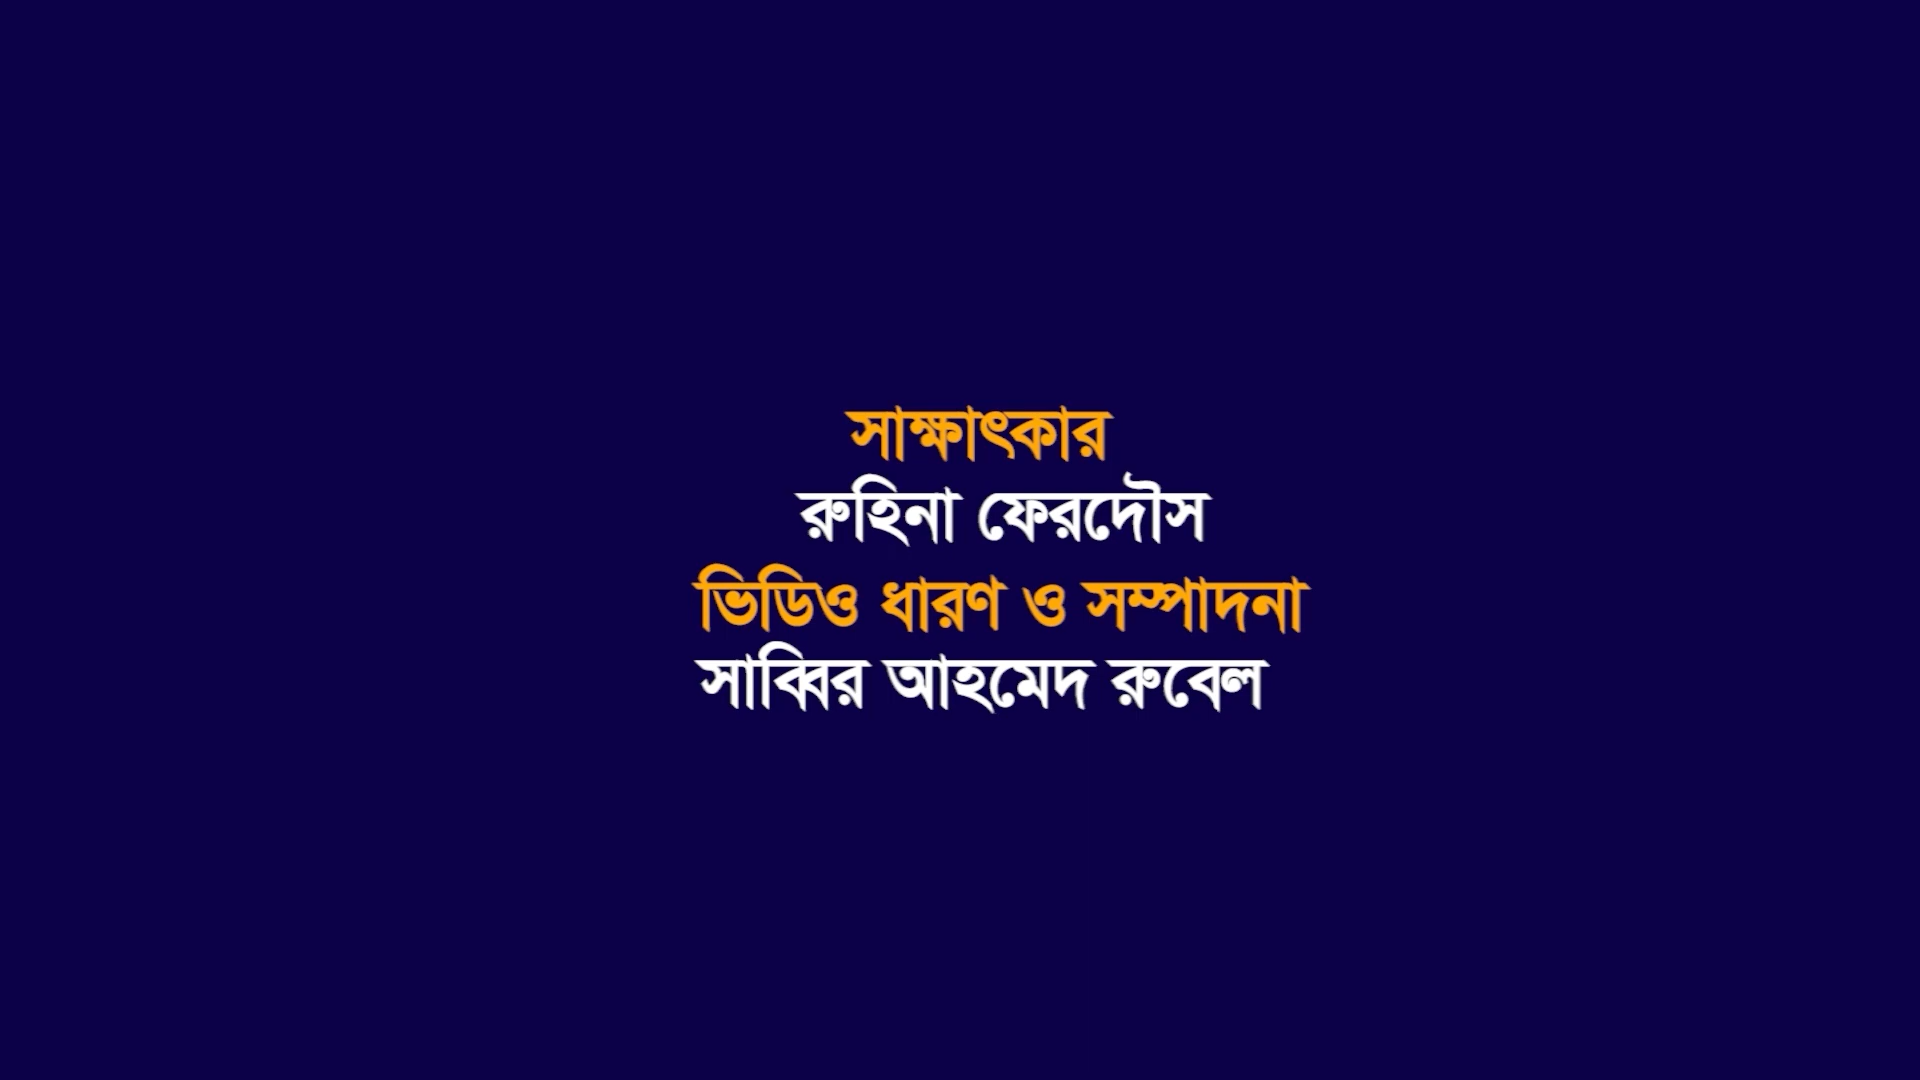 সাক্ষাৎকার
রুহিনা ফেরদৌস
ভিডিও ধারণ ও সম্পাদনা
সাব্বির আহমেদ রুবেল